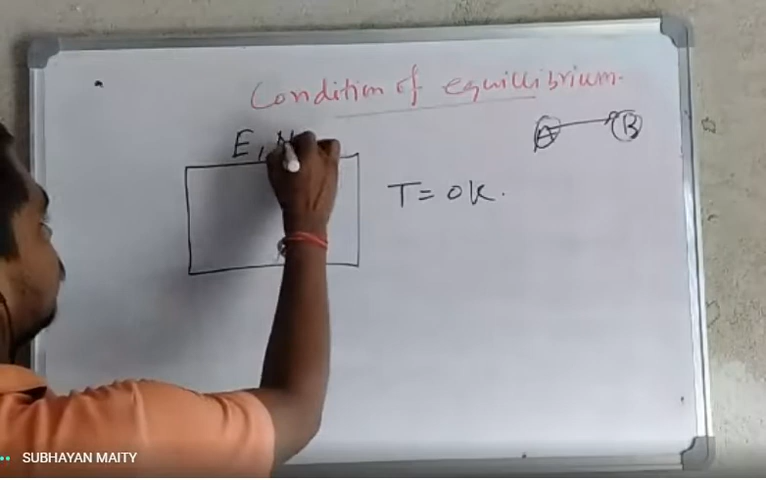 Condition of equillibrium.
E, N
A B
T = 0K.
SUBHAYAN MAITY